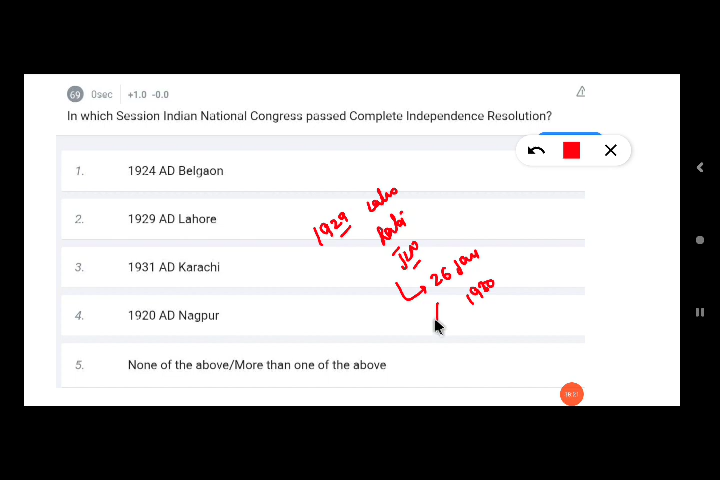 69 0sec +1.0 -0.0
In which Session Indian National Congress passed Complete Independence Resolution?
1. 1924 AD Belgaon
2. 1929 AD Lahore
3. 1931 AD Karachi
4. 1920 AD Nagpur
5. None of the above/More than one of the above
1929
26 Jan
1930